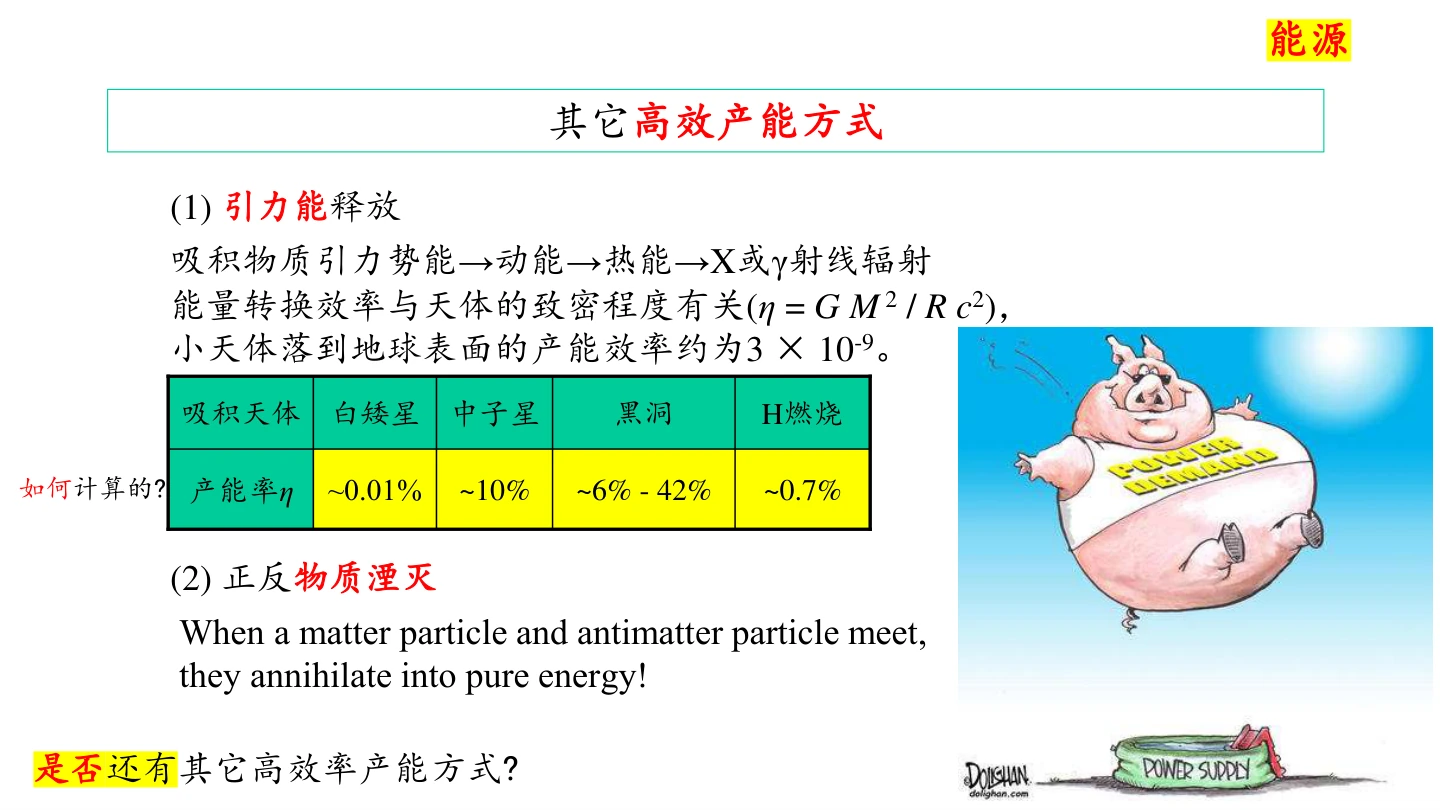 能源
其它高效产能方式
(1) 引力能释放
吸积物质引力势能→动能→热能→X或γ射线辐射
能量转换效率与天体的致密程度有关(η = G M² / R c²),
小天体落到地球表面的产能效率约为3 × 10⁻⁹。
吸积天体 白矮星 中子星 黑洞 H燃烧
如何计算的? 产能率η ~0.01% ~10% ~6% - 42% ~0.7%
(2) 正反物质湮灭
When a matter particle and antimatter particle meet,
they annihilate into pure energy!
是否还有其它高效率产能方式?
POWER
DEMAND
POWER SUPPLY
DOLIGHAN
dolighan.com